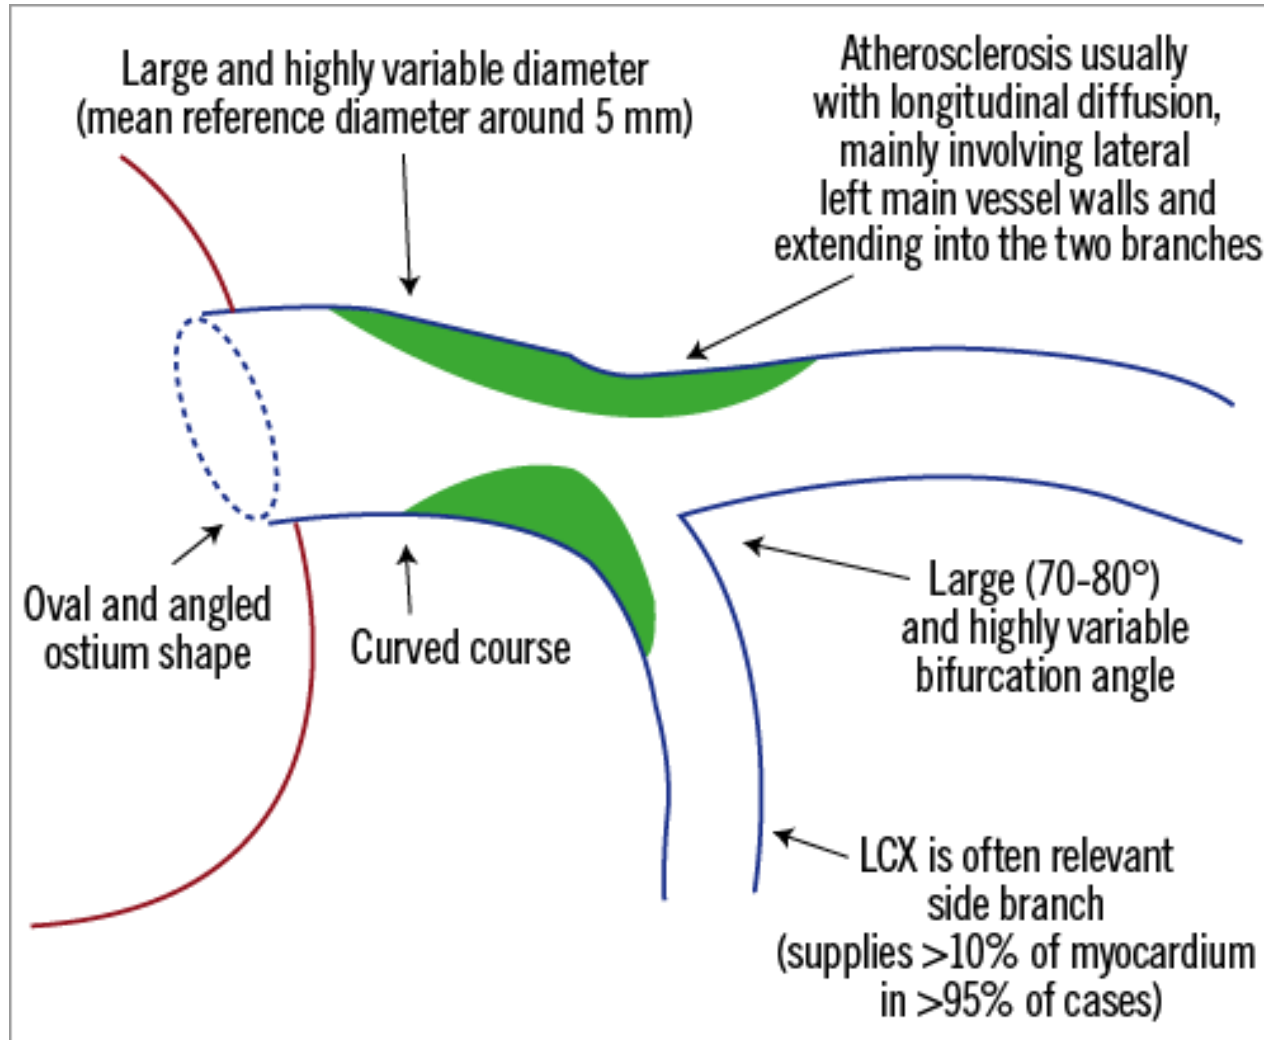 Large and highly variable diameter
(mean reference diameter around 5 mm)
Atherosclerosis usually
with longitudinal diffusion,
mainly involving lateral
left main vessel walls and
extending into the two branches
Oval and angled
ostium shape
Curved course
Large (70–80°)
and highly variable
bifurcation angle
LCX is often relevant
side branch
(supplies >10% of myocardium
in >95% of cases)